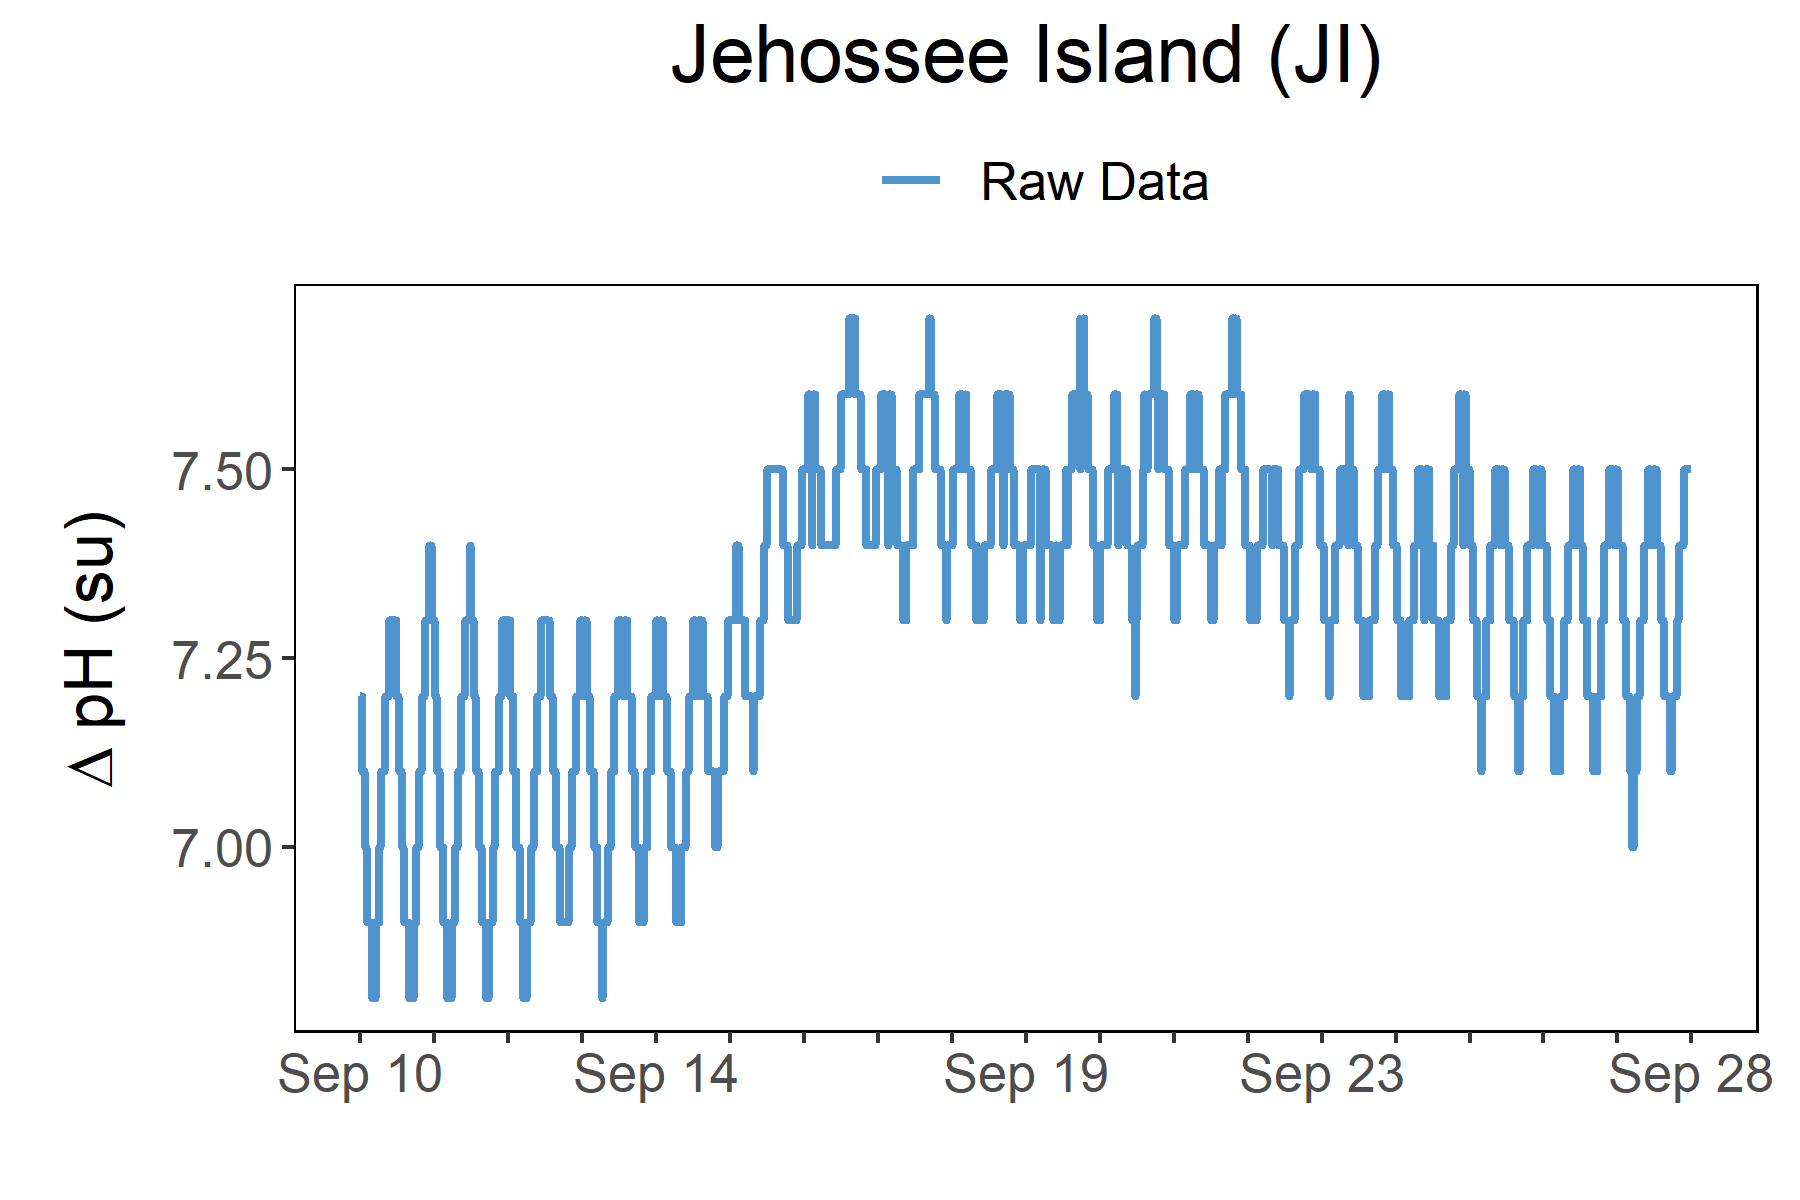 Jehossee Island (JI)
Raw Data
Δ pH (su)
7.50
7.25
7.00
Sep 10 Sep 14 Sep 19 Sep 23 Sep 28